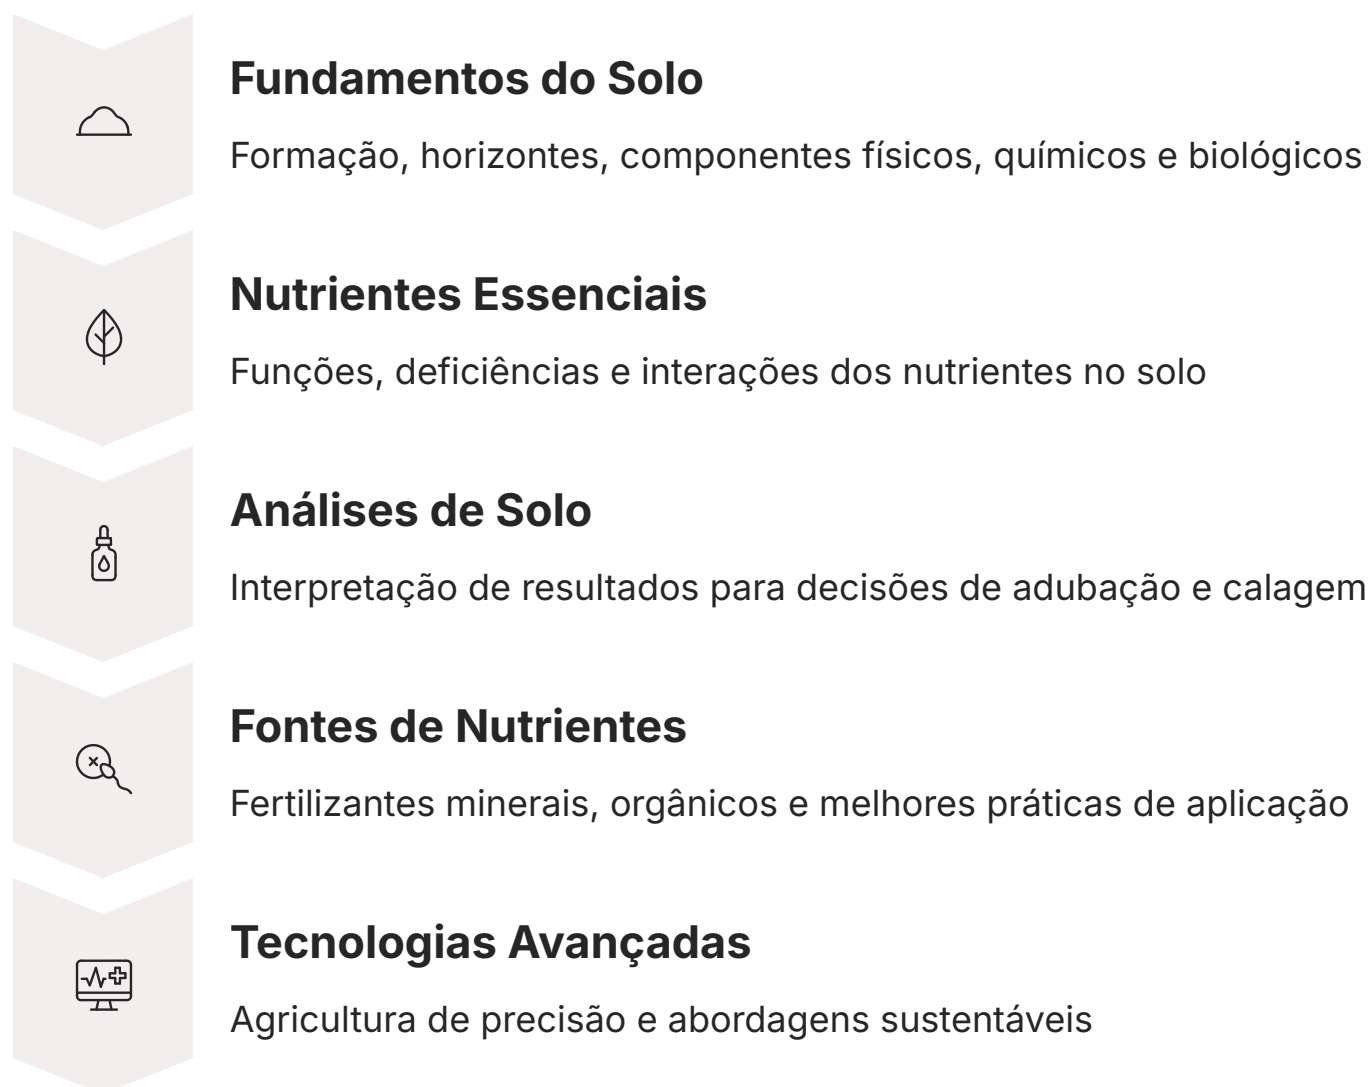 Fundamentos do Solo
Formação, horizontes, componentes físicos, químicos e biológicos
Nutrientes Essenciais
Funções, deficiências e interações dos nutrientes no solo
Análises de Solo
Interpretação de resultados para decisões de adubação e calagem
Fontes de Nutrientes
Fertilizantes minerais, orgânicos e melhores práticas de aplicação
Tecnologias Avançadas
Agricultura de precisão e abordagens sustentáveis